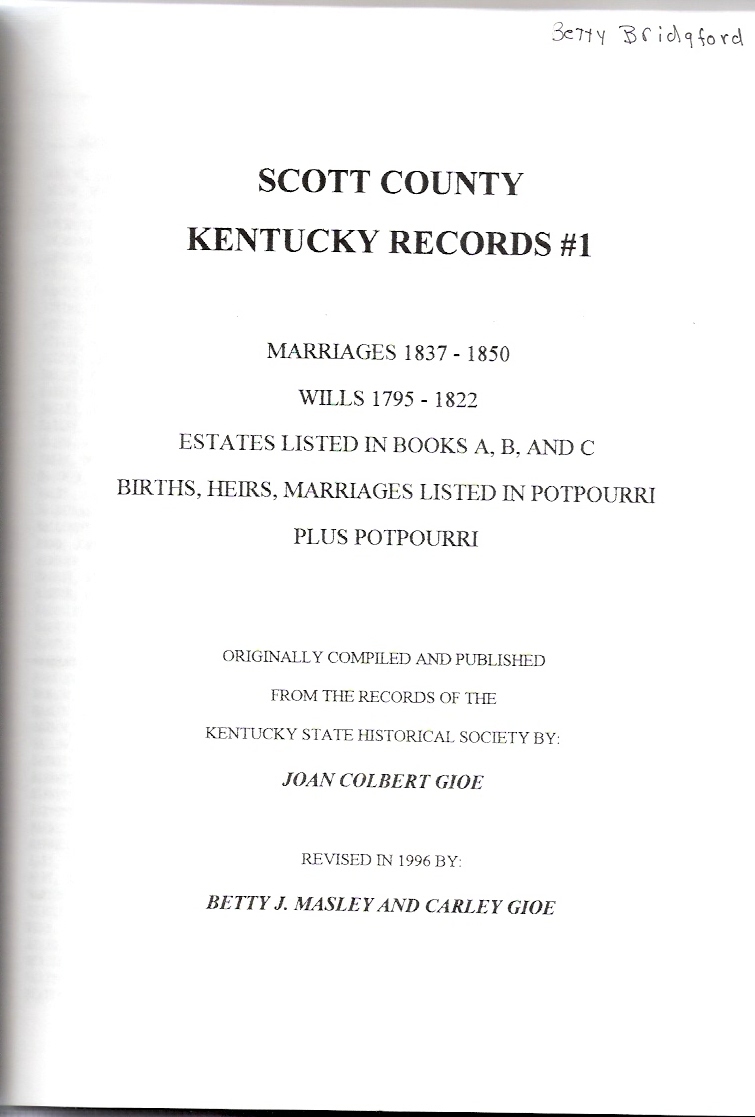 Betty Bridgford
SCOTT COUNTY
KENTUCKY RECORDS #1
MARRIAGES 1837 - 1850
WILLS 1795 - 1822
ESTATES LISTED IN BOOKS A, B, AND C
BIRTHS, HEIRS, MARRIAGES LISTED IN POTPOURRI
PLUS POTPOURRI
ORIGINALLY COMPILED AND PUBLISHED
FROM THE RECORDS OF THE
KENTUCKY STATE HISTORICAL SOCIETY BY:
JOAN COLBERT GIOE
REVISED IN 1996 BY:
BETTY J. MASLEY AND CARLEY GIOE